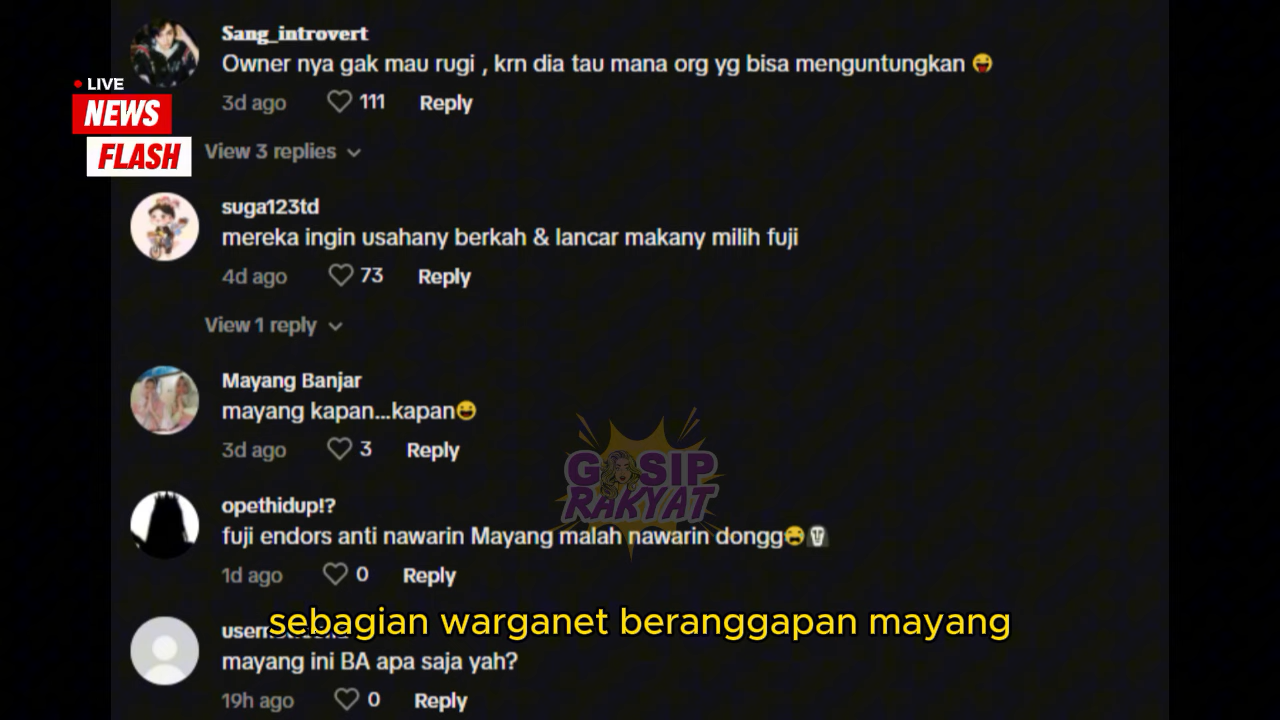 Sang_introvert
Owner nya gak mau rugi , krn dia tau mana org yg bisa menguntungkan 😜
3d ago 111 Reply
LIVE
NEWS
FLASH
View 3 replies
suga123td
mereka ingin usahany berkah & lancar makany milih fuji
4d ago 73 Reply
View 1 reply
Mayang Banjar
mayang kapan...kapan😄
3d ago 3 Reply
GOSIP
RAKYAT
opethidup!?
fuji endors anti nawarin Mayang malah nawarin dongg😂🗿
1d ago 0 Reply
sebagian warganet beranggapan mayang
mayang ini BA apa saja yah?
19h ago 0 Reply